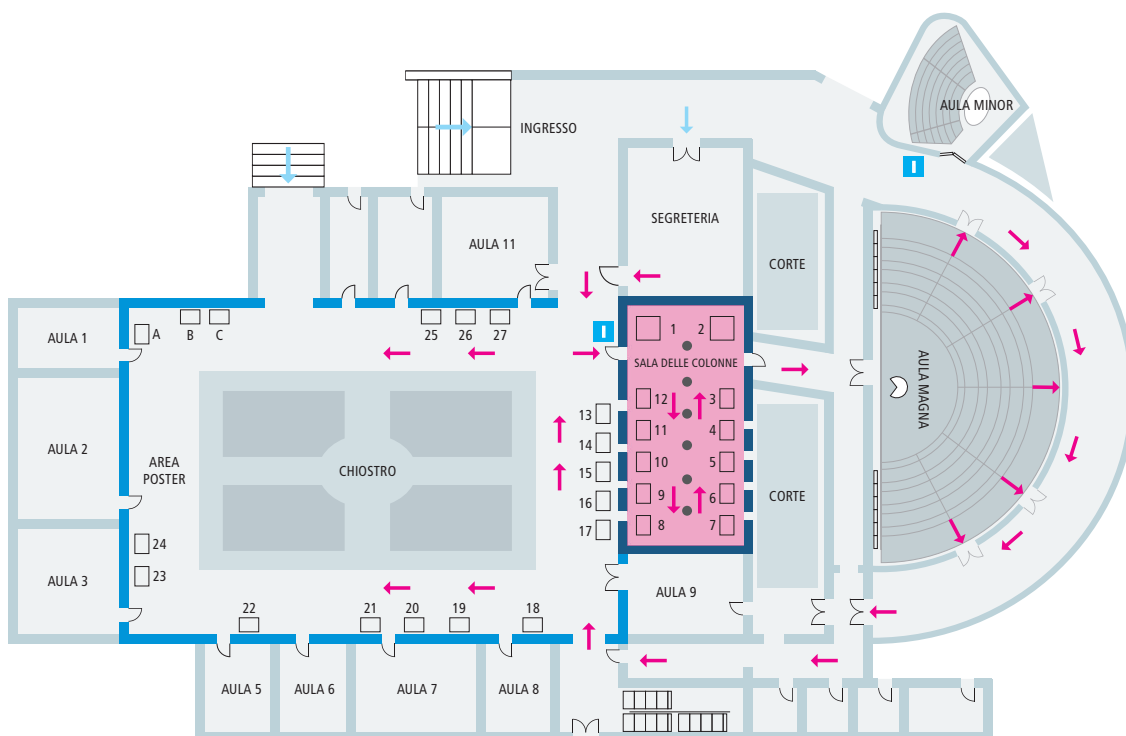 AULA MINOR
INGRESSO
I
SEGRETERIA
AULA 11
CORTE
I
AULA 1
A
B
C
25
26
27
1
2
SALA DELLE COLONNE
AULA MAGNA
12
3
13
11
4
14
AULA 2
AREA
POSTER
CHIOSTRO
10
5
15
9
6
16
CORTE
17
8
7
24
AULA 3
23
AULA 9
22
21
20
19
18
AULA 5
AULA 6
AULA 7
AULA 8